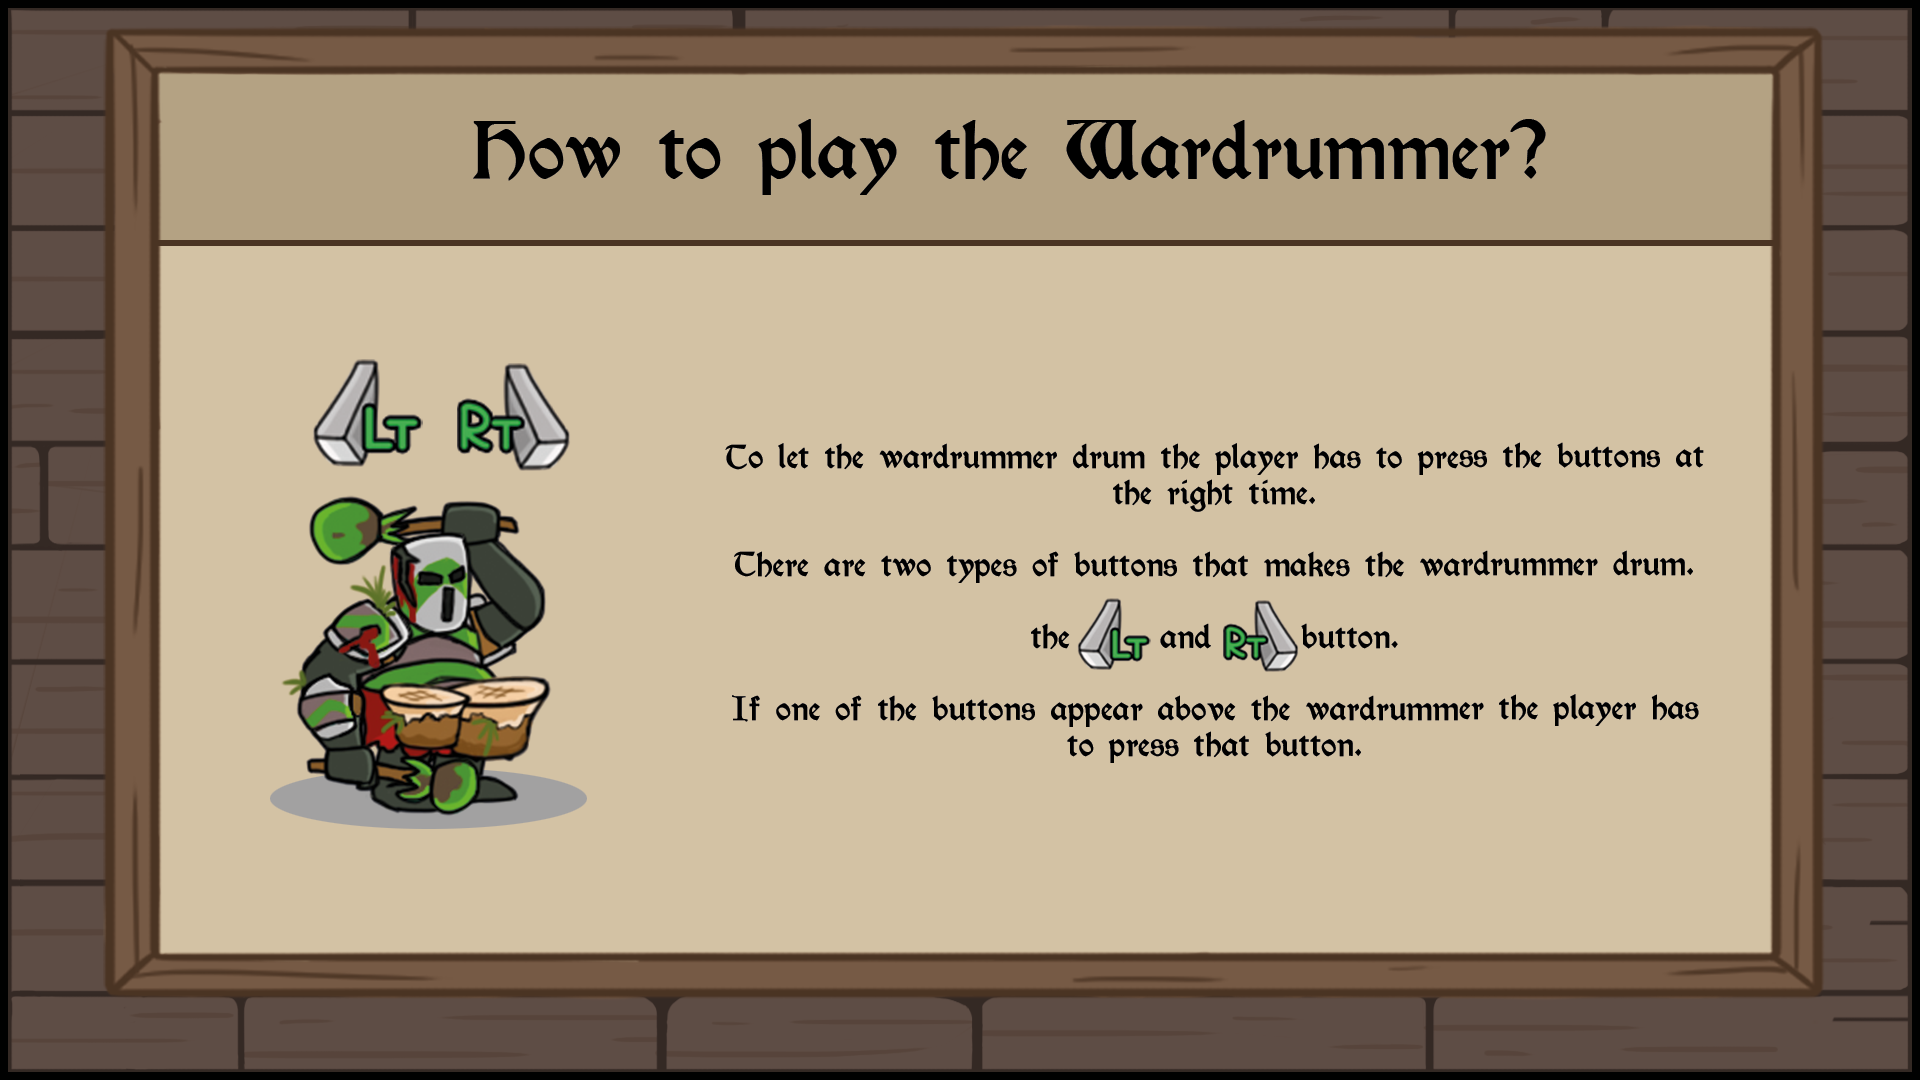 How to play the Wardrummer?
LT RT
To let the wardrummer drum the player has to press the buttons at
the right time.
There are two types of buttons that makes the wardrummer drum.
the LT and RT button.
If one of the buttons appear above the wardrummer the player has
to press that button.